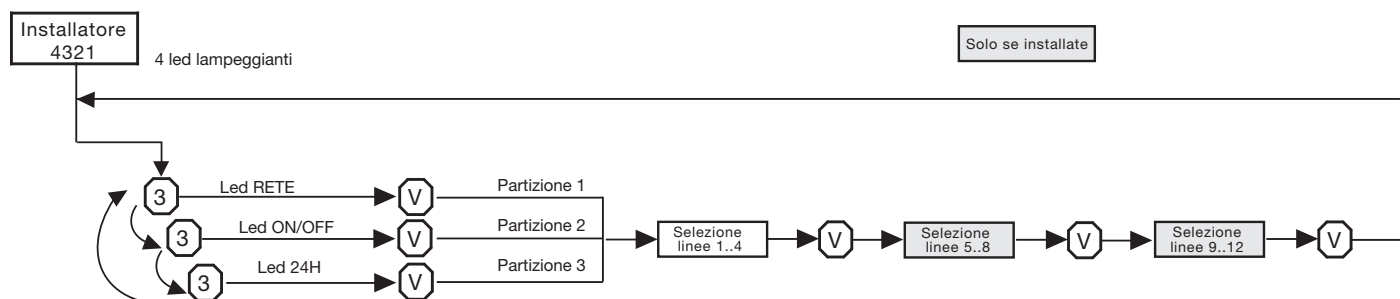 Installatore
4321
4 led lampeggianti
Solo se installate
3
Led RETE
V
Partizione 1
3
Led ON/OFF
V
Partizione 2
Selezione
linee 1..4
V
Selezione
linee 5..8
V
Selezione
linee 9..12
V
3
Led 24H
V
Partizione 3